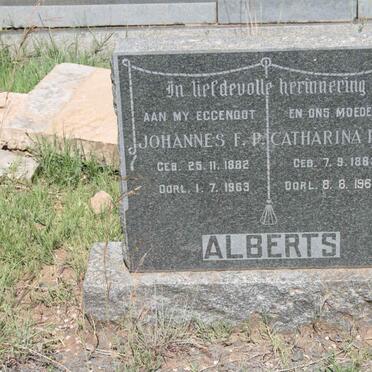 In liefdevolle herinnering
AAN MY EGGENOOT
JOHANNES F. P.
GEB. 25. 11. 1882
OORL. 1. 7. 1963
EN ONS MOEDE
CATHARINA
GEB. 7. 9. 188
OORL. 8. 8. 196
ALBERTS